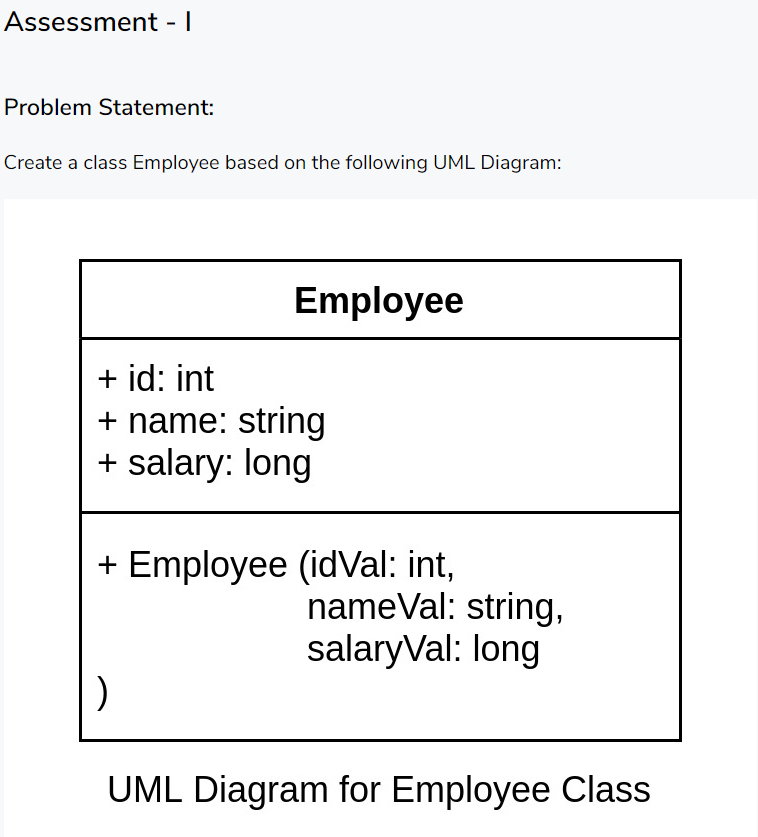 Assessment - I
Problem Statement:
Create a class Employee based on the following UML Diagram:
Employee
+ id: int
+ name: string
+ salary: long
+ Employee (idVal: int,
nameVal: string,
salaryVal: long
)
UML Diagram for Employee Class